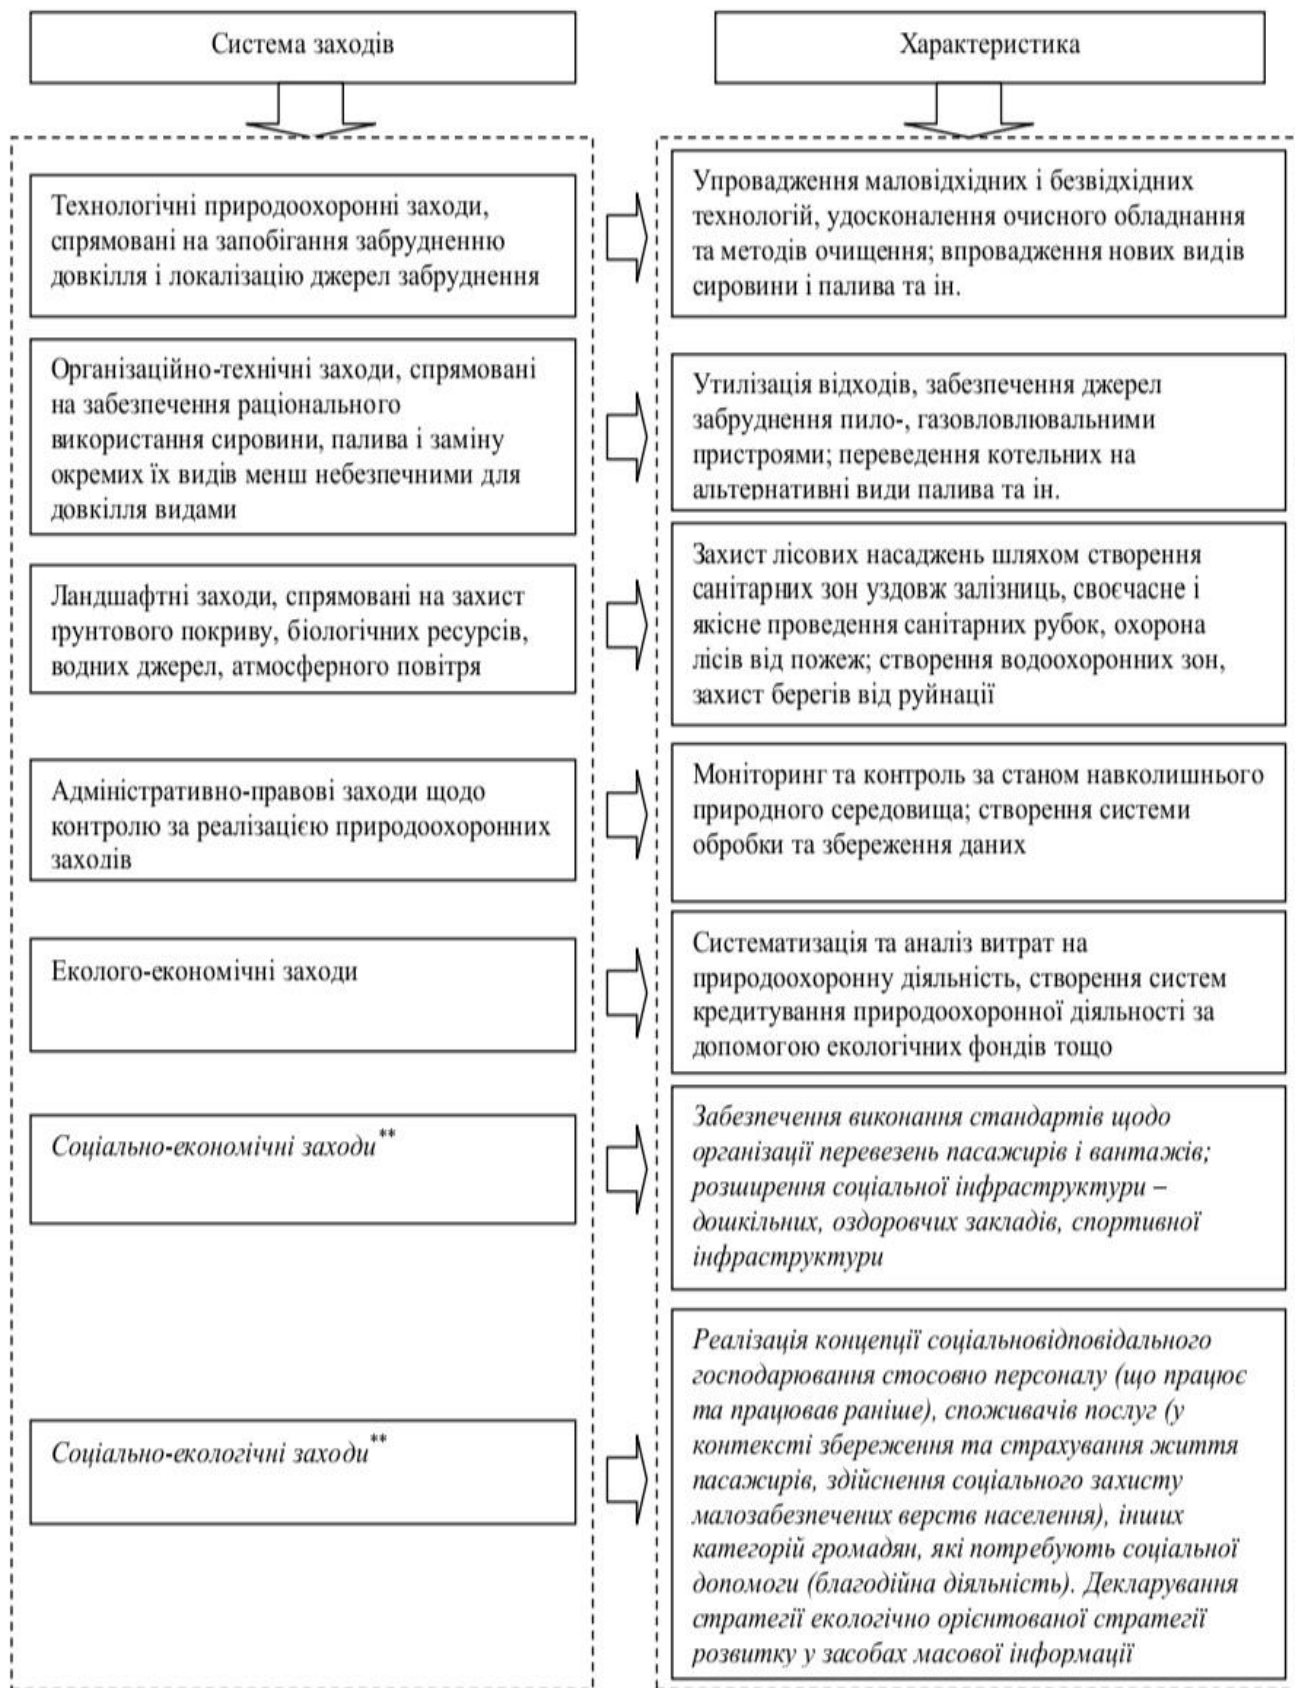 Система заходів
Характеристика
Технологічні природоохоронні заходи,
спрямовані на запобігання забрудненню
довкілля і локалізацію джерел забруднення
Упровадження маловідхідних і безвідхідних
технологій, удосконалення очисного обладнання
та методів очищення; впровадження нових видів
сировини і палива та ін.
Організаційно-технічні заходи, спрямовані
на забезпечення раціонального
використання сировини, палива і заміну
окремих їх видів менш небезпечними для
довкілля видами
Утилізація відходів, забезпечення джерел
забруднення пило-, газовловлювальними
пристроями; переведення котельних на
альтернативні види палива та ін.
Ландшафтні заходи, спрямовані на захист
ґрунтового покриву, біологічних ресурсів,
водних джерел, атмосферного повітря
Захист лісових насаджень шляхом створення
санітарних зон уздовж залізниць, своєчасне і
якісне проведення санітарних рубок, охорона
лісів від пожеж; створення водоохоронних зон,
захист берегів від руйнації
Адміністративно-правові заходи щодо
контролю за реалізацією природоохоронних
заходів
Моніторинг та контроль за станом навколишнього
природного середовища; створення системи
обробки та збереження даних
Еколого-економічні заходи
Систематизація та аналіз витрат на
природоохоронну діяльність, створення систем
кредитування природоохоронної діяльності за
допомогою екологічних фондів тощо
Соціально-економічні заходи**
Забезпечення виконання стандартів щодо
організації перевезень пасажирів і вантажів;
розширення соціальної інфраструктури –
дошкільних, оздоровчих закладів, спортивної
інфраструктури
Соціально-екологічні заходи**
Реалізація концепції соціальновідповідального
господарювання стосовно персоналу (що працює
та працював раніше), споживачів послуг (у
контексті збереження та страхування життя
пасажирів, здійснення соціального захисту
малозабезпечених верств населення), інших
категорій громадян, які потребують соціальної
допомоги (благодійна діяльність). Декларування
стратегії екологічно орієнтованої стратегії
розвитку у засобах масової інформації